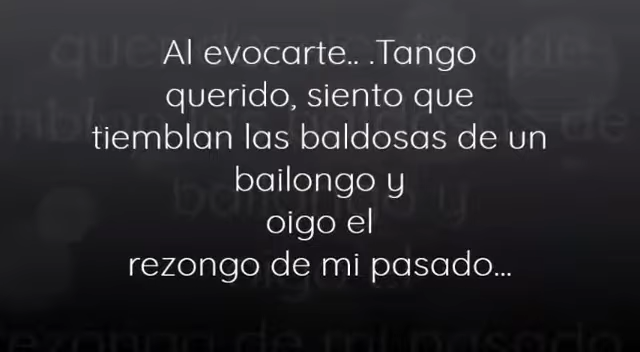 Al evocarte.. .Tango
querido, siento que
tiemblan las baldosas de un
bailongo y
oigo el
rezongo de mi pasado...